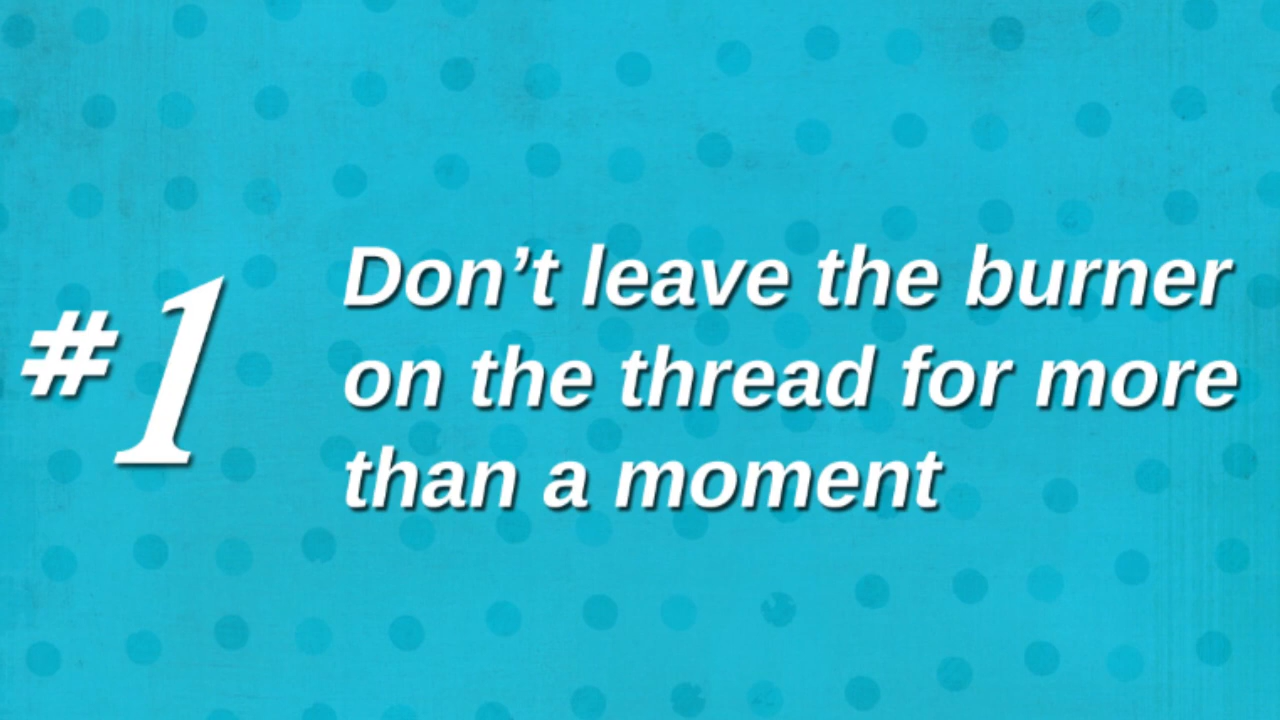 #1
Don’t leave the burner
on the thread for more
than a moment